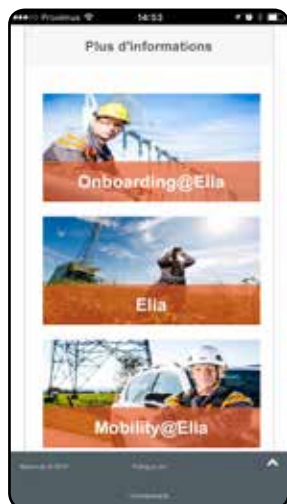 Proximus 14:53
Plus d'informations
Onboarding@Elia
Elia
Mobility@Elia